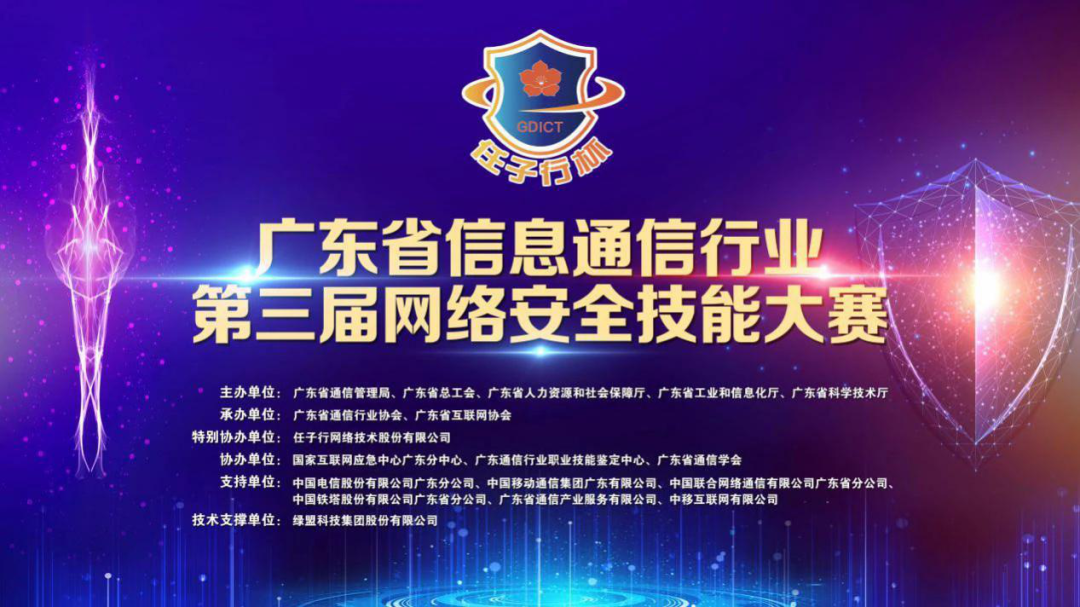 GDICT
任子行杯
广东省信息通信行业
第三届网络安全技能大赛
主办单位: 广东省通信管理局、广东省总工会、广东省人力资源和社会保障厅、广东省工业和信息化厅、广东省科学技术厅
承办单位: 广东省通信行业协会、广东省互联网协会
特别协办单位: 任子行网络技术股份有限公司
协办单位: 国家互联网应急中心广东分中心、广东通信行业职业技能鉴定中心、广东省通信学会
支持单位: 中国电信股份有限公司广东分公司、中国移动通信集团广东有限公司、中国联合网络通信有限公司广东省分公司、
中国铁塔股份有限公司广东省分公司、广东省通信产业服务有限公司、中移互联网有限公司
技术支撑单位: 绿盟科技集团股份有限公司